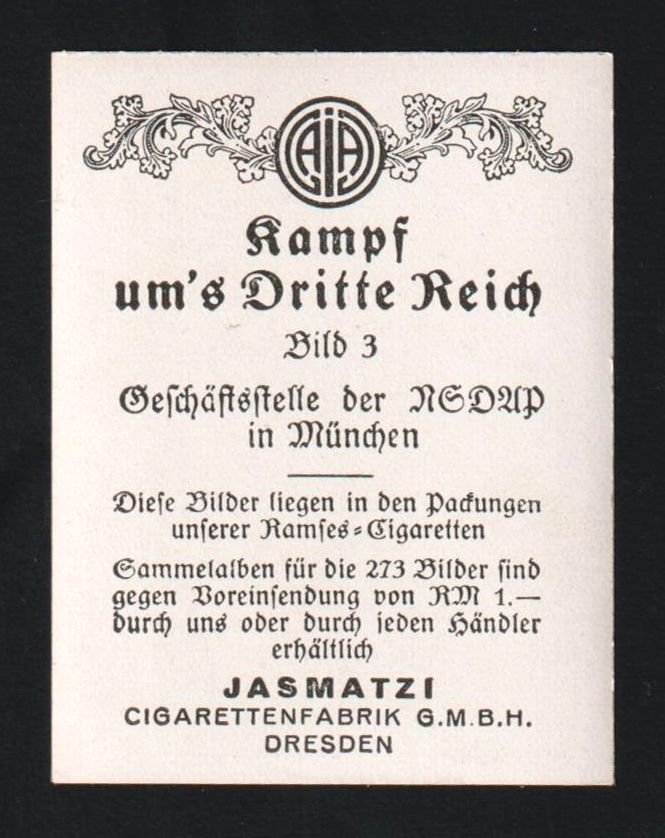 CAIA
Kampf
um's Dritte Reich
Bild 3
Geschäftsstelle der NSDAP
in München
Diese Bilder liegen in den Packungen
unserer Ramses=Cigaretten
Sammelalben für die 273 Bilder sind
gegen Voreinsendung von RM 1.—
durch uns oder durch jeden Händler
erhältlich
JASMATZI
CIGARETTENFABRIK G.M.B.H.
DRESDEN